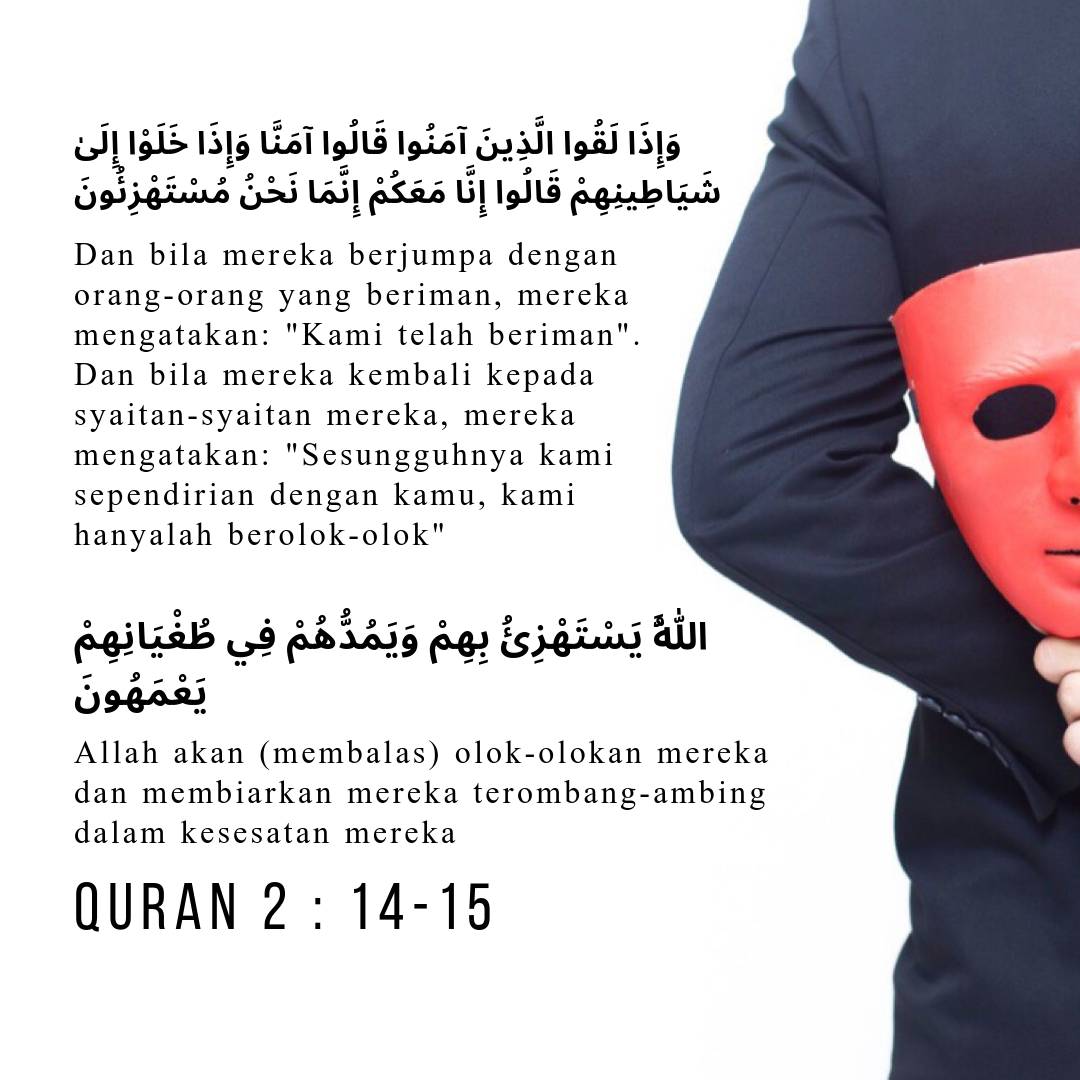 وَإِذَا لَقُوا الَّذِينَ آمَنُوا قَالُوا آمَنَّا وَإِذَا خَلَوْا إِلَىٰ
شَيَاطِينِهِمْ قَالُوا إِنَّا مَعَكُمْ إِنَّمَا نَحْنُ مُسْتَهْزِئُونَ
Dan bila mereka berjumpa dengan
orang-orang yang beriman, mereka
mengatakan: "Kami telah beriman".
Dan bila mereka kembali kepada
syaitan-syaitan mereka, mereka
mengatakan: "Sesungguhnya kami
sependirian dengan kamu, kami
hanyalah berolok-olok"
اللَّهُ يَسْتَهْزِئُ بِهِمْ وَيَمُدُّهُمْ فِي طُغْيَانِهِمْ
يَعْمَهُونَ
Allah akan (membalas) olok-olokan mereka
dan membiarkan mereka terombang-ambing
dalam kesesatan mereka
QURAN 2 : 14-15